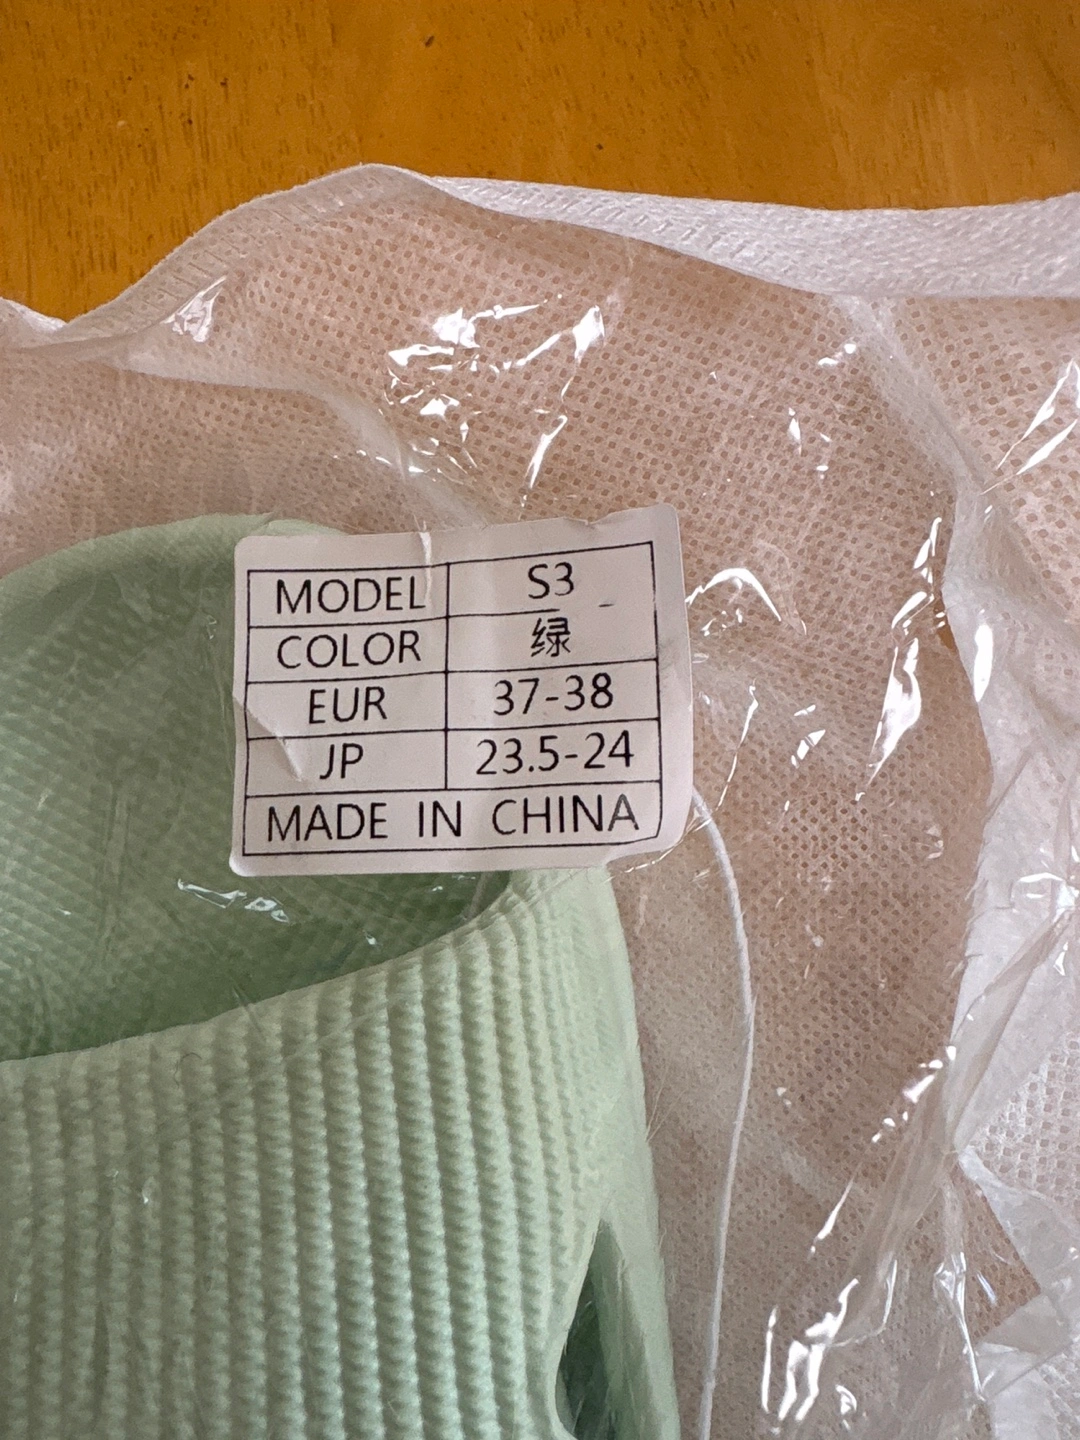 MODEL S3
COLOR 绿
EUR 37-38
JP 23.5-24
MADE IN CHINA